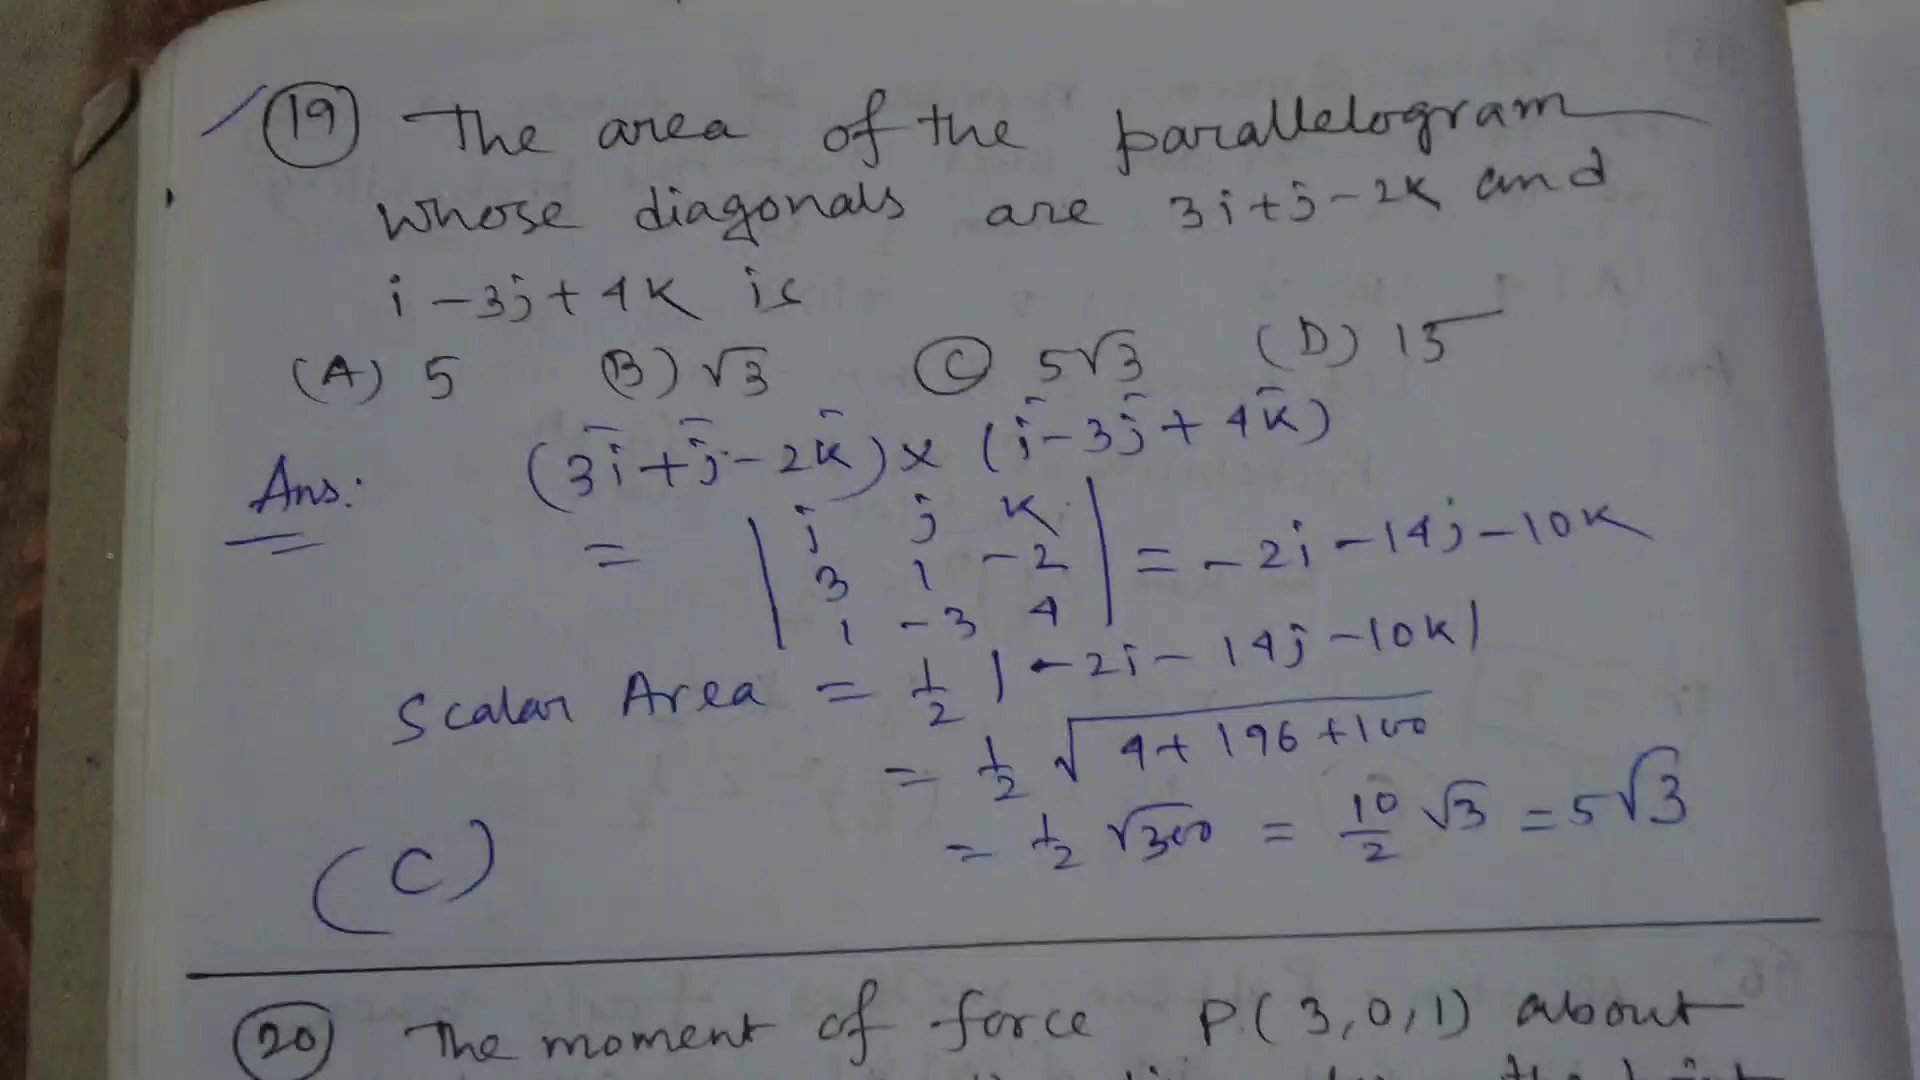 19 The area of the parallelogram
whose diagonals are 3i+j-2k and
i-3j+4k is
(A) 5 (B) √3 (C) 5√3 (D) 15
Ans: (3i+j-2k)×(i-3j+4k)
= | i j k
3 1 -2
1 -3 4 | = -2i-14j-10k
Scalar Area = 1/2 |-2i-14j-10k|
= 1/2 √4+196+100
= 1/2 √300 = 10/2 √3 = 5√3
(C)
20 The moment of force P(3,0,1) about